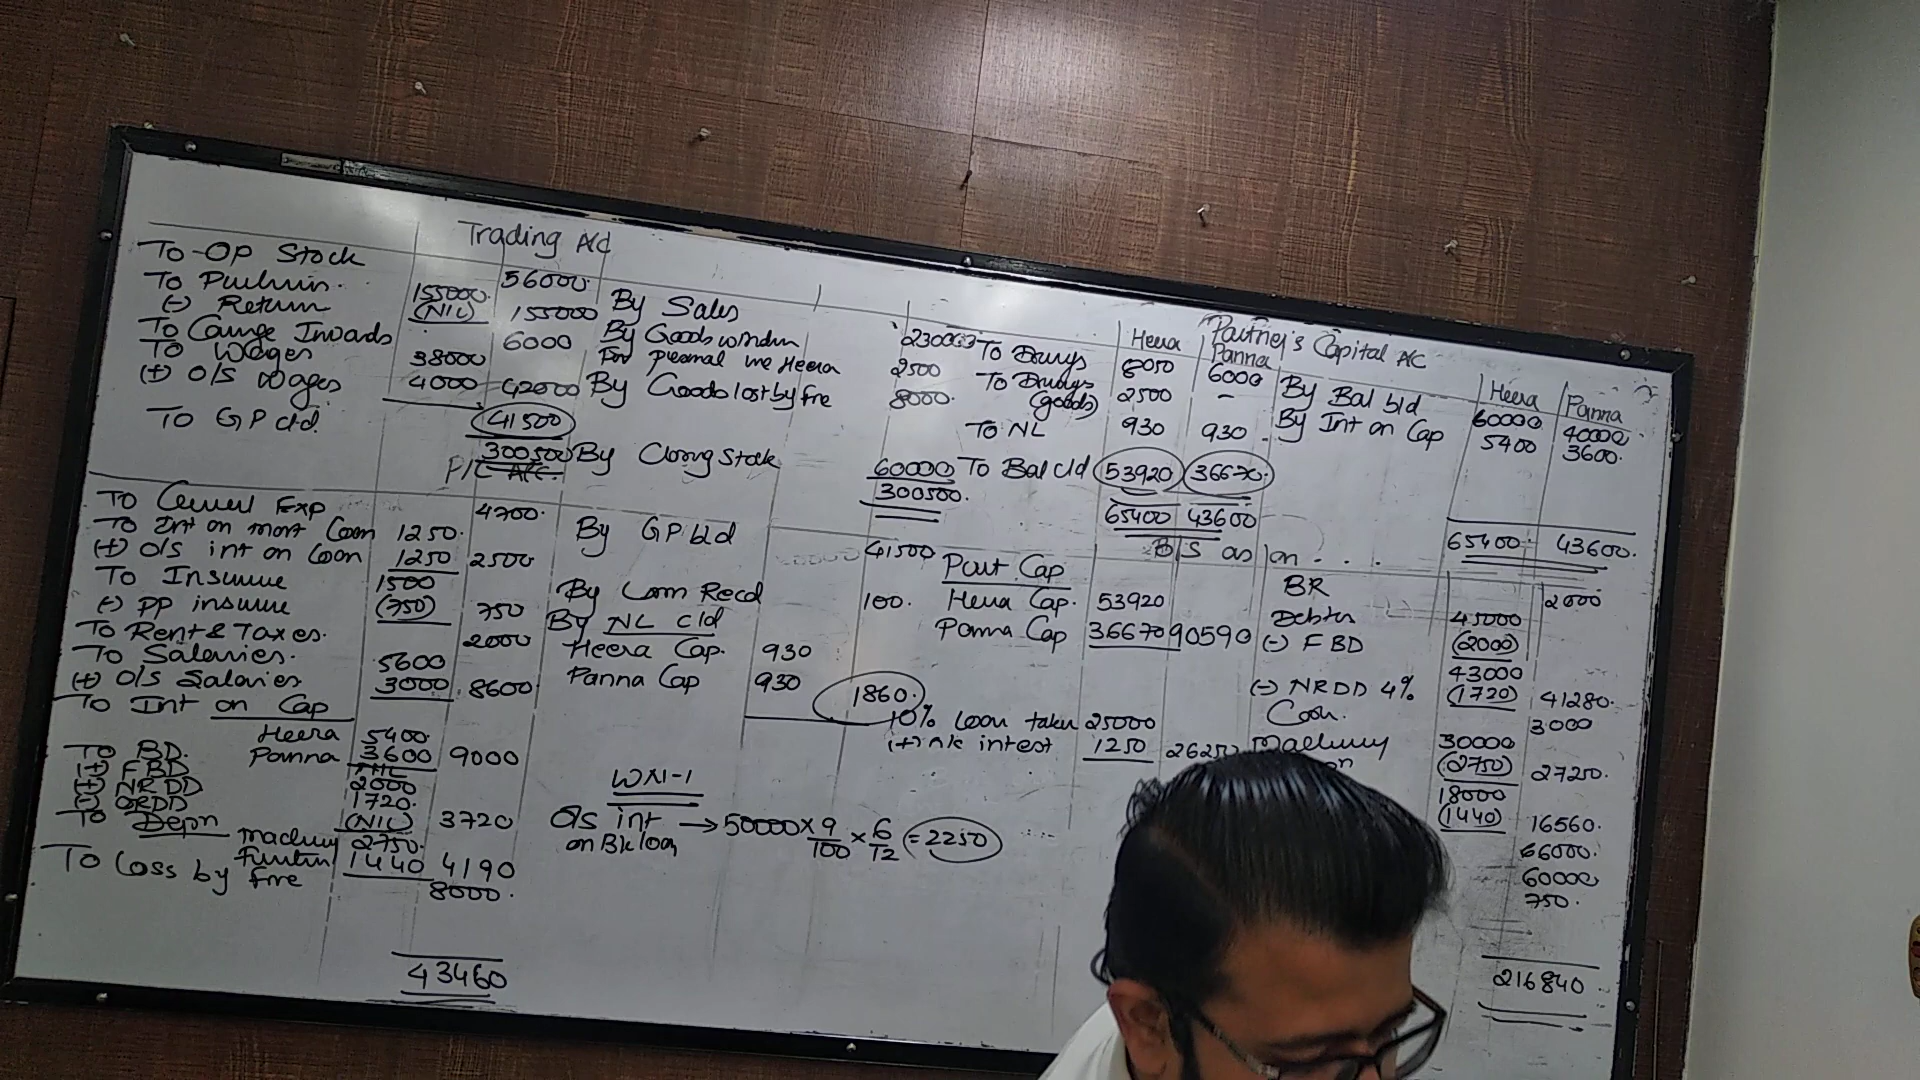 Trading A/c
To OP Stock 56000
To Purchases. 155000
(-) Return (NIL) 155000
To Carriage Inwards 6000
To Wages 38000
(+) O/S Wages 4000 42000
To GP c/d. 41500
300500
By Sales 230000
By Goods withdrn
for personal use Heera 2500
By Goods lost by fire 8000.
By Closing Stock 60000
300500.
P/L A/c.
To General Exp 4700.
To Int on mort Loan 1250.
(+) O/S int on loan 1250 2500
To Insurance 1500
(-) PP insurance (750) 750
To Rent & Taxes. 2000
To Salaries. 5600
(+) O/S Salaries 3000 8600
To Int on Cap
Heera 5400
Panna 3600 9000
To BD. NIL
(+) FBD 2000
(+) NRDD 1720.
(-) ORDD (NIL) 3720
To Depn Machinery 2750.
Furniture 1440 4190
To Loss by fire 8000.
43460
By GP b/d 41500
By Com Recd 100.
By NL c/d
Heera Cap. 930
Panna Cap 930 1860.
WN-1
O/s int
on Bk loan → 50000 x 9/100 x 6/12 = 2250
Partner's Capital A/c
Heera Panna
To Drwgs 8050 6000
To Drwgs
(goods) 2500 -
To NL 930 930
To Bal c/d 53920 36670.
65400 43600
Heera Panna
By Bal b/d 60000 40000
By Int on Cap 5400 3600.
65400 43600.
B/S as on . . . .
Part Cap
Heera Cap. 53920
Panna Cap 36670 90590
10% Loan taken 25000
1250 26250
BR 12000
Debtors 45000
(-) FBD (2000)
43000
(-) NRDD 4% (1720) 41280.
Cash. 3000
Machinery 30000
(2750) 27250.
18000
(1440) 16560.
66000.
60000
750.
216840